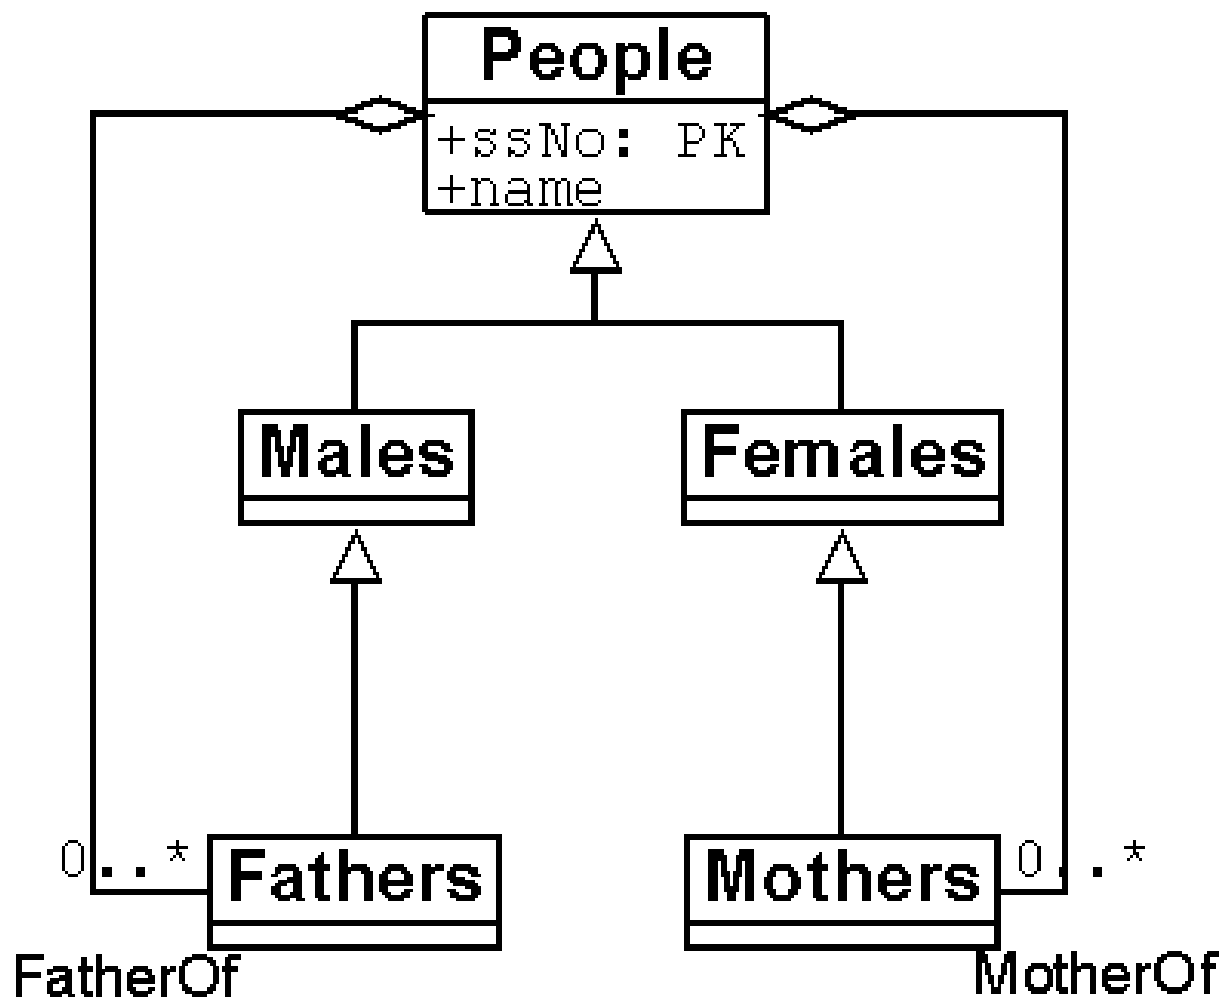 People
+ssNo: PK
+name
Males
Females
0..*
Fathers
Mothers
0..*
FatherOf
MotherOf